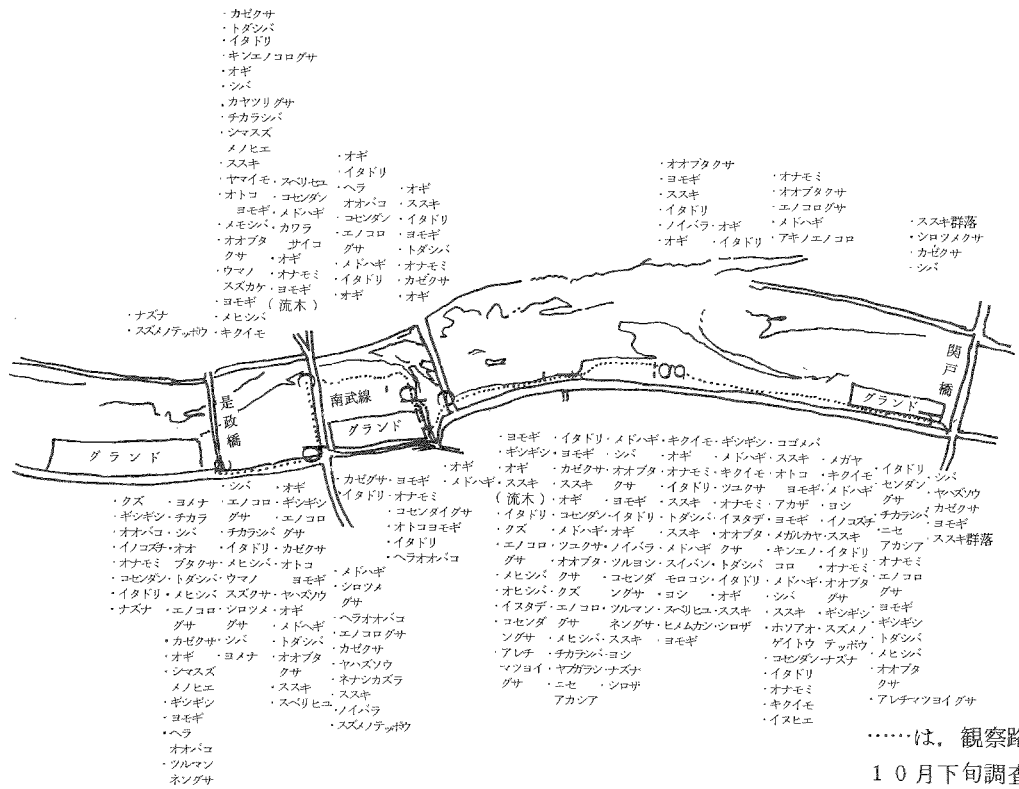 ・カゼクサ
・トダシバ
・イタドリ
・キンエノコログサ
・オギ
・シバ
・カヤツリグサ
・チカラシバ
・シマスズ
メノヒエ
・ススキ
・ヤマイモ
・オトコ
ヨモギ
・メモシバ
・オオブタ
クサ
・ウマノ
スズカケ
・ヨモギ
・メヒシバ
・キクイモ
・スベリヒユ
・コセンダン
・メドハギ
・カワラ
サイコ
・オギ
・オナモミ
・ヨモギ
(流木)
・ナズナ
・スズメノテッポウ
・オギ
・イタドリ
・ヘラ
オオバコ
・コセンダン
・エノコロ
グサ
・メドハギ
・イタドリ
・オギ
・オギ
・ススキ
・イタドリ
・ヨモギ
・トダシバ
・オナモミ
・カゼクサ
・オギ
・オオブタクサ
・ヨモギ
・ススキ
・イタドリ
・ノイバラ・オギ
・オギ ・イタドリ
・オナモミ
・オオブタクサ
・エノコログサ
・メドハギ
・アキノエノコロ
・ススキ群落
・シロツメクサ
・カゼクサ
・シバ
是政橋
南武線
関戸橋
グランド
グランド
グランド
・クズ
・ギシギシ
・オオバコ
・イノコズチ
・オナモミ
・コセンダン
・イタドリ
・ナズナ
・ヨメナ
・チカラ
シバ
・オオ
ブタクサ
・トダシバ
・メヒシバ
・エノコロ
グサ
・カゼクサ
・オギ
・シマスズ
メノヒエ
・ギシギシ
・ヨモギ
・ヘラ
オオバコ
・ツルマン
ネングサ
・シバ
・エノコロ
グサ
・チカラシバ
・イタドリ
・メヒシバ
・ウマノ
スズクサ
・シロツメ
グサ
・シバ
・ヨメナ
・オギ
・ギシギシ
・エノコロ
グサ
・カゼクサ
・オトコ
ヨモギ
・ヤハズソウ
・オギ
・メドヘギ
・トダシバ
・オオブタ
クサ
・ススキ
・スベリヒユ
・カゼグサ
・イタドリ
・ヨモギ
・オナモミ
・コセンダイグサ
・オトコヨモギ
・イタドリ
・ヘラオオバコ
・オギ
・メドハギ
・メドハギ
・シロツメ
グサ
・ヘラオオバコ
・エノコログサ
・カゼクサ
・ヤハズソウ
・ネナシカズラ
・ススキ
・ノイバラ
・スズメノテッポウ
・ヨモギ
・ギシギシ
・オギ
・ススキ
(流木)
・イタドリ
・クズ
・エノコロ
グサ
・メヒシバ
・オヒシバ
・イヌタデ
・コセンダ
ングサ
・アレチ
マツヨイ
グサ
・イタドリ
・ヨモギ
・カゼクサ
・ススキ
・オギ
・コセンダン
・メドハギ
・ツユクサ
・オオブタ
クサ
・クズ
・エノコロ
グサ
・メヒシバ
・チカラシバ
・ヤブガラン
・ニセ
アカシア
・メドハギ
・シバ
・オオブタ
クサ
・ヨモギ
・イタドリ
・オギ
・ノイバラ
・ツルヨシ
・コセンダ
ングサ
・ツルマン
ネングサ
・ススキ
・ヨシ
・ナズナ
・シロザ
・キクイモ
・オギ
・オナモミ
・イタドリ
・ススキ
・トダシバ
・ススキ
・メドハギ
・スイバン
モロコシ
・ヨシ
・スベリヒユ
・ヒメムカシ
・ヨモギ
・ギシギシ
・メドハギ
・キクイモ
・ツユクサ
・オナモミ
・イヌタデ
・オオブタ
クサ
・トダシバ
・イタドリ
・オギ
・ススキ
・シロザ
・コゴメバ
・ススキ
・オトコ
ヨモギ
・アカザ
・ヨモギ
・メガルカヤ
・キンエノ
コロ
・メドハギ
・シバ
・ススキ
・ホソアオ
ゲイトウ
・コセンダン
・イタドリ
・オナモミ
・キクイモ
・イヌヒエ
・メガヤ
・キクイモ
・メドハギ
・ヨシ
・イノコズチ
・ススキ
・イタドリ
・オナモミ
・オオブタ
グサ
・ギシギシ
・スズメノ
テッポウ
・ナズナ
・イタドリ
・センダン
グサ
・チカラシバ
・ニセ
アカシア
・オナモミ
・エノコロ
グサ
・ヨモギ
・ギシギシ
・トダシバ
・メヒシバ
・オオブタ
クサ
・アレチマツヨイグサ
・シバ
・ヤハズソウ
・カゼクサ
・ヨモギ
・ススキ群落
……は、観察路
10月下旬調査